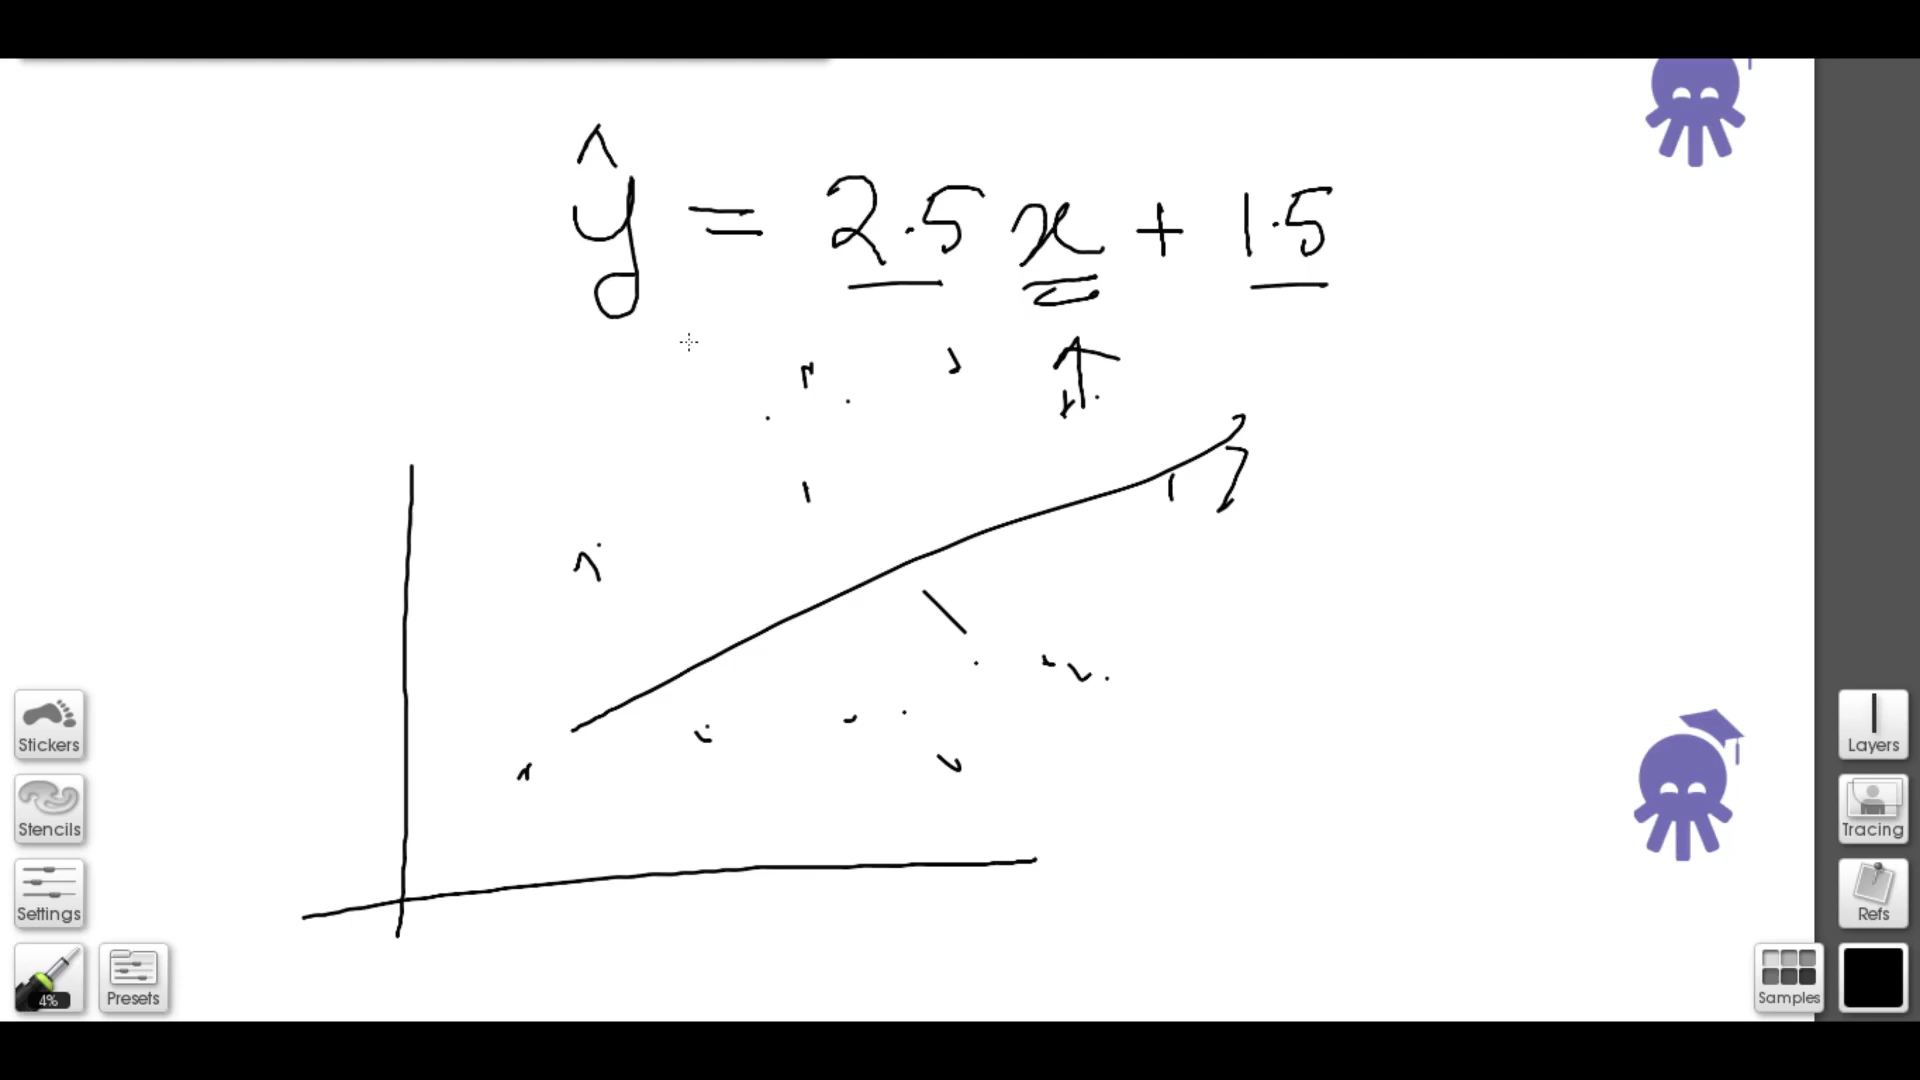 ŷ = 2.5x + 1.5
Stickers
Layers
Stencils
Tracing
Settings
Refs
4%
Presets
Samples